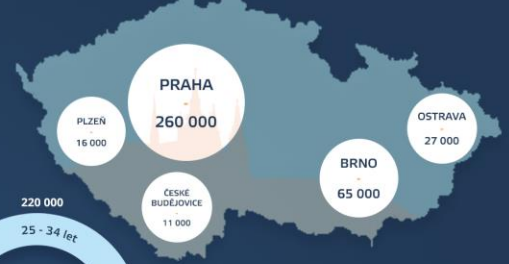 PRAHA
-
260 000
PLZEŇ
-
16 000
OSTRAVA
-
27 000
BRNO
-
65 000
ČESKÉ
BUDĚJOVICE
-
11 000
220 000
25 - 34 let